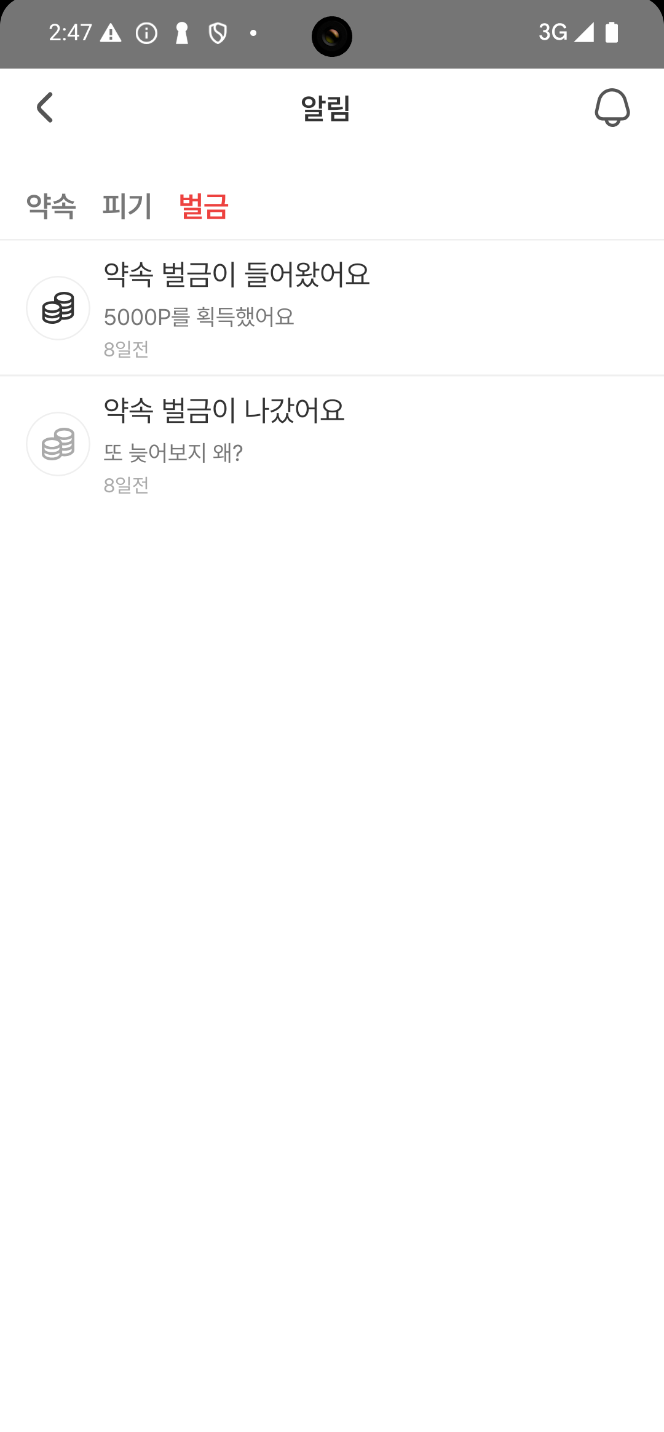 2:47
3G
알림
약속 피기 벌금
약속 벌금이 들어왔어요
5000P를 획득했어요
8일전
약속 벌금이 나갔어요
또 늦어보지 왜?
8일전